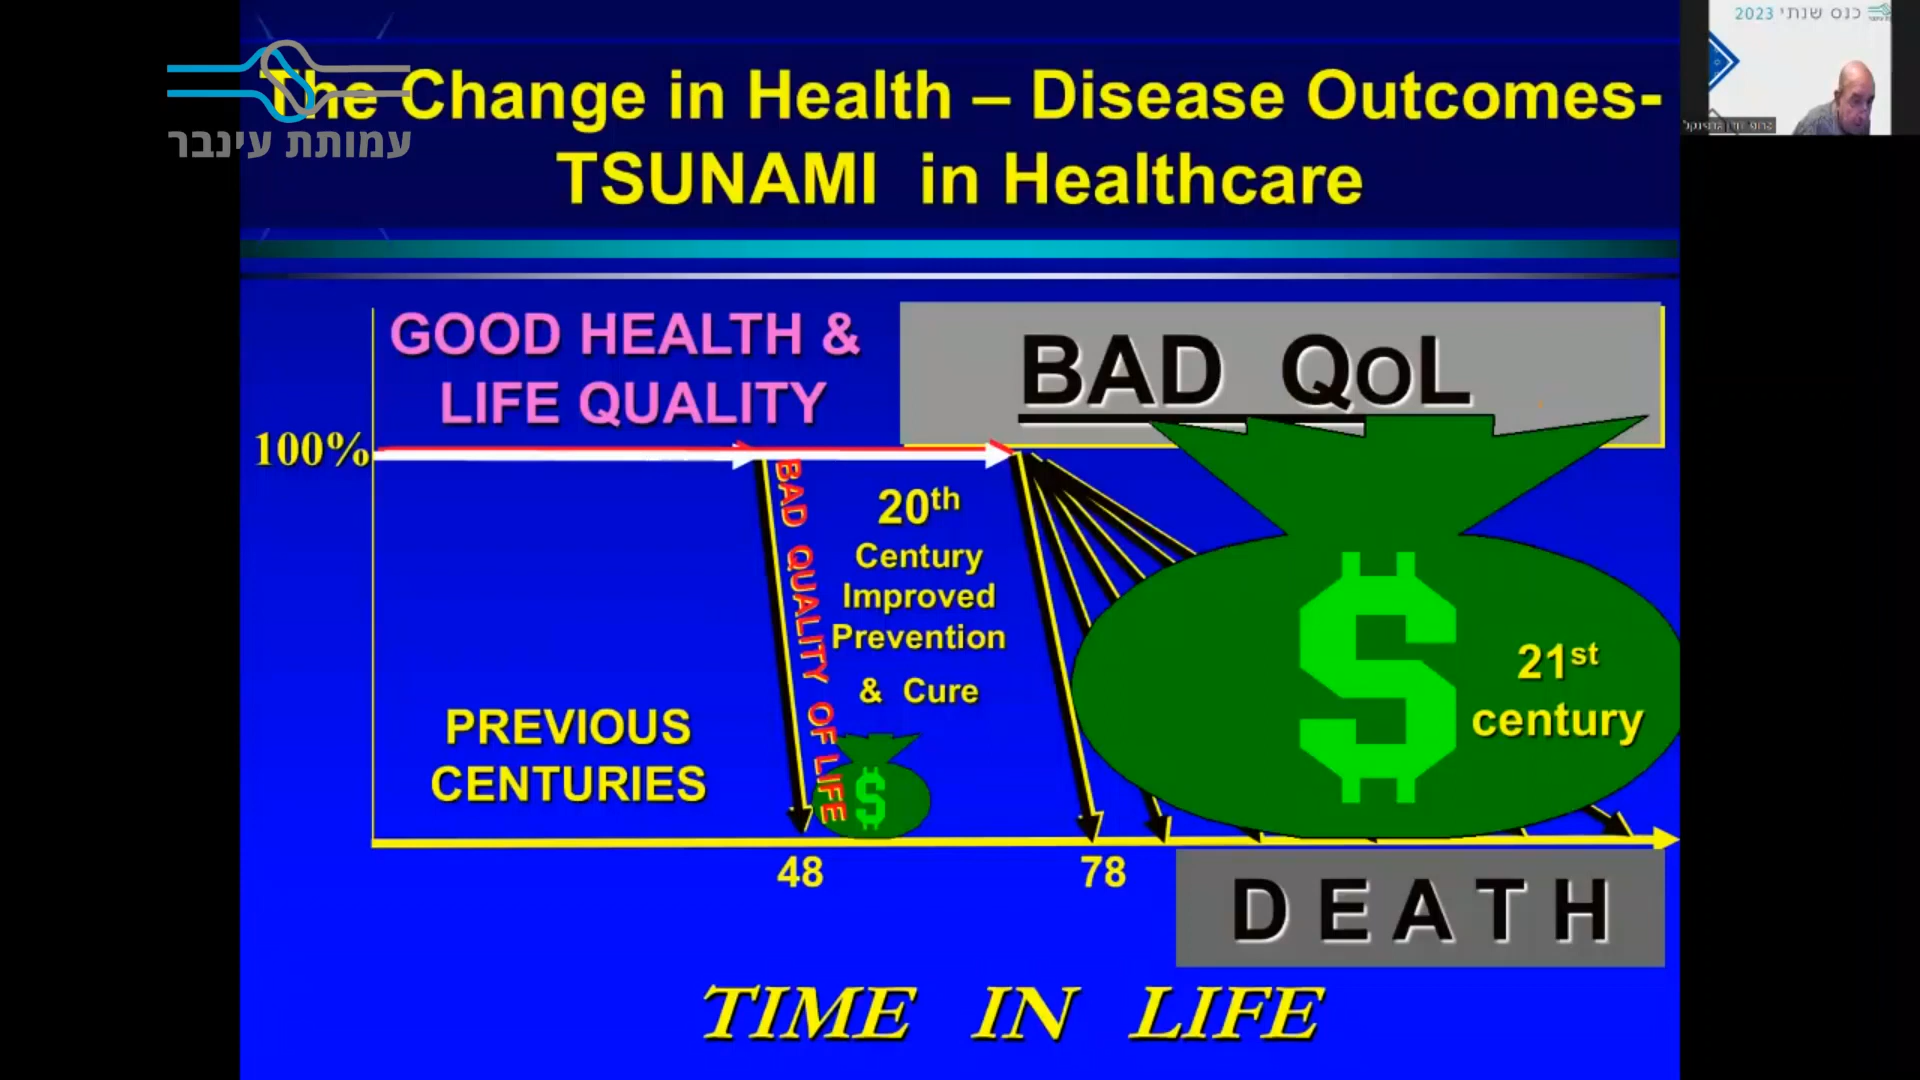 The Change in Health – Disease Outcomes-
TSUNAMI in Healthcare
עמותת עינבר
כנס שנתי 2023
GOOD HEALTH &
LIFE QUALITY
BAD QoL
100%
BAD QUALITY OF LIFE
20th
Century
Improved
Prevention
& Cure
PREVIOUS
CENTURIES
$
$
21st
century
48
78
DEATH
TIME IN LIFE